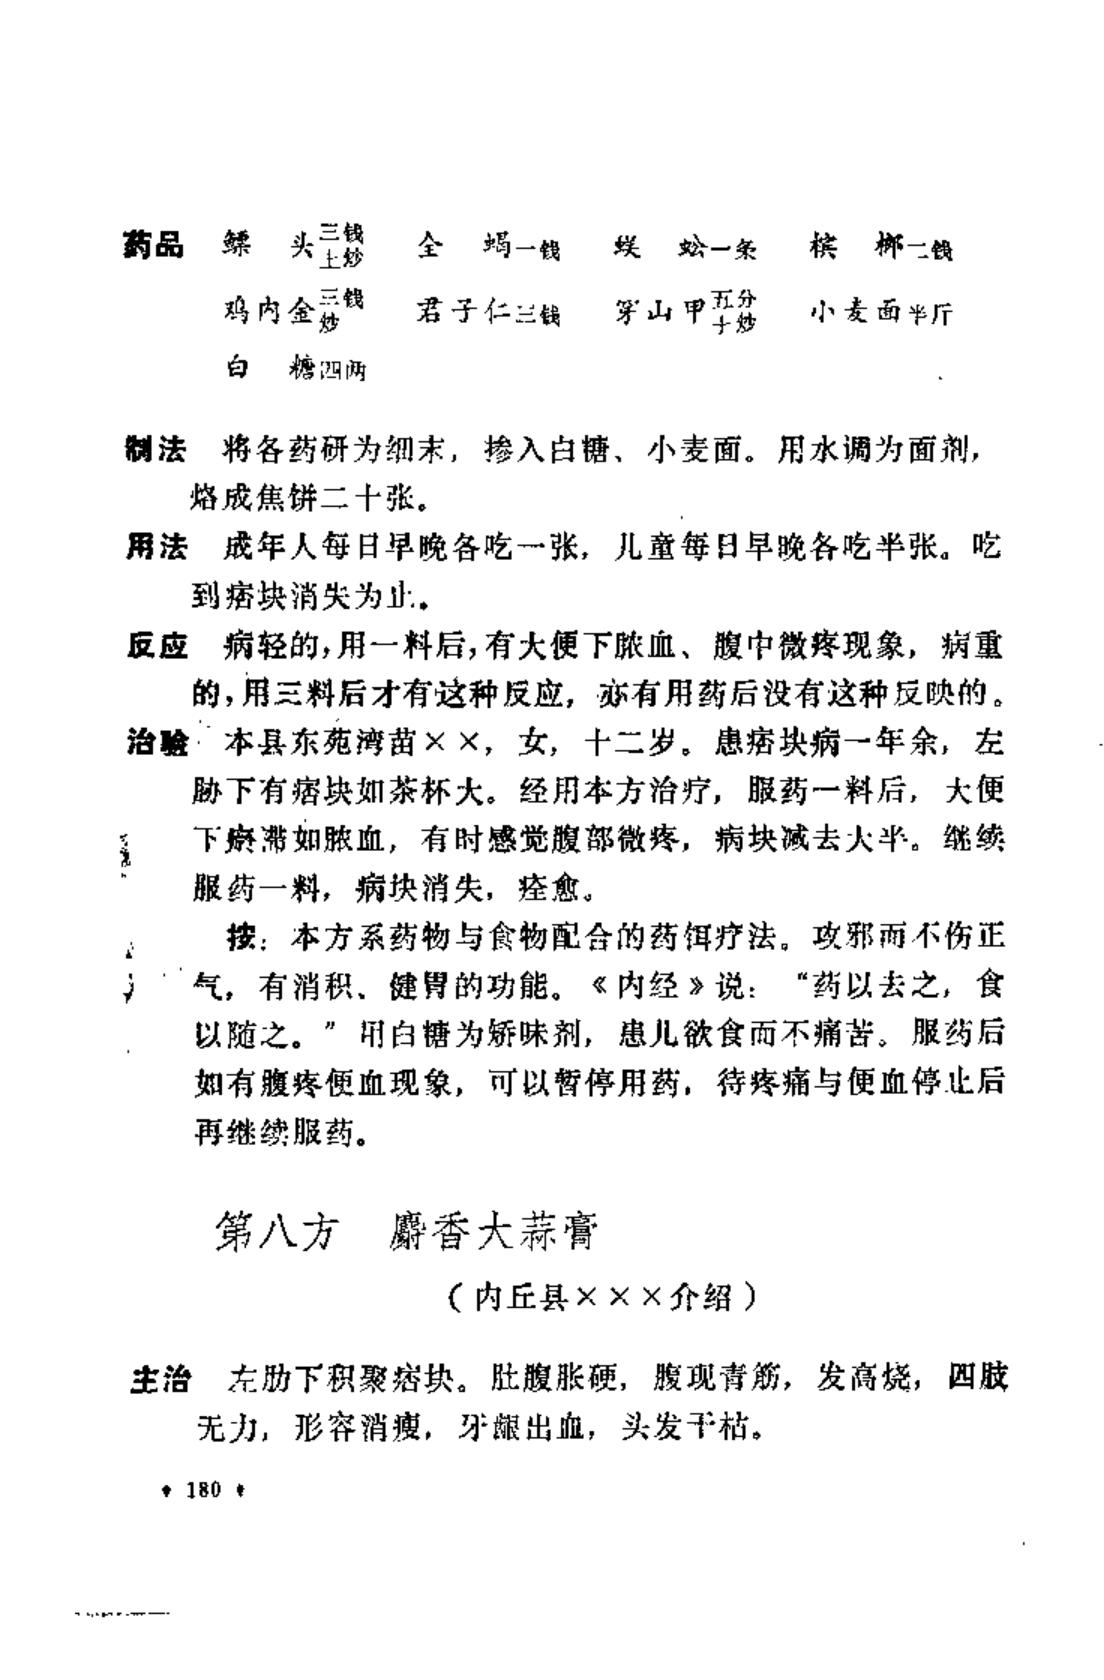 药品 鳔 头三钱土炒 全 蝎一钱 蜈 蚣一条 槟 榔二钱
鸡内金三钱炒 君子仁三钱 穿山甲五分土炒 小麦面半斤
白 糖四两
制法 将各药研为细末，掺入白糖、小麦面。用水调为面剂，
烙成焦饼二十张。
用法 成年人每日早晚各吃一张，儿童每日早晚各吃半张。吃
到痞块消失为止。
反应 病轻的，用一料后，有大便下脓血、腹中微疼现象，病重
的，用三料后才有这种反应，亦有用药后没有这种反映的。
治验 本县东苑湾苗××，女，十二岁。患痞块病一年余，左
胁下有痞块如茶杯大。经用本方治疗，服药一料后，大便
下瘀滞如脓血，有时感觉腹部微疼，病块减去大半。继续
服药一料，病块消失，痊愈。
按：本方系药物与食物配合的药饵疗法。攻邪而不伤正
气，有消积、健胃的功能。《内经》说：“药以去之，食
以随之。”用白糖为矫味剂，患儿欲食而不痛苦。服药后
如有腹疼便血现象，可以暂停用药，待疼痛与便血停止后
再继续服药。
第八方 麝香大蒜膏
（内丘县×××介绍）
主治 左肋下积聚痞块。肚腹胀硬，腹现青筋，发高烧，四肢
无力，形容消瘦，牙龈出血，头发干枯。
• 180 •